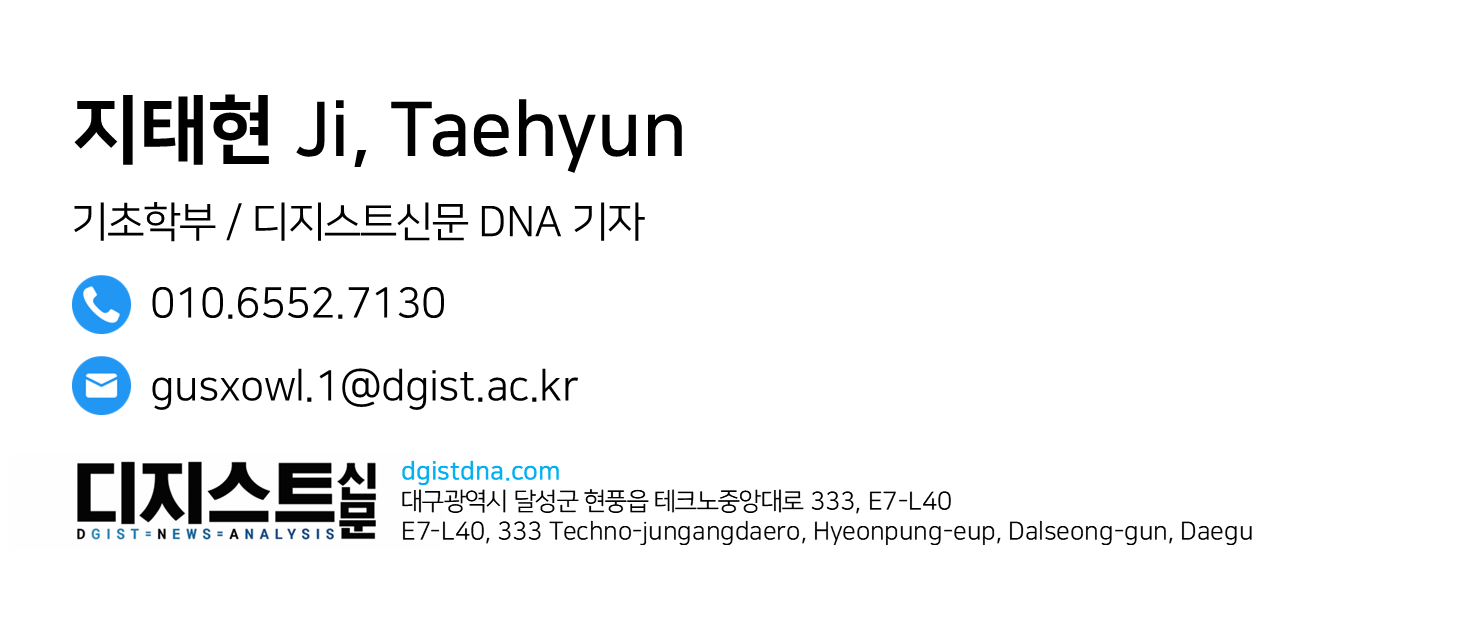 지태현 Ji, Taehyun
기초학부 / 디지스트신문 DNA 기자
010.6552.7130
gusxowl.1@dgist.ac.kr
디지스트신문
DGIST=NEWS=ANALYSIS
dgistdna.com
대구광역시 달성군 현풍읍 테크노중앙대로 333, E7-L40
E7-L40, 333 Techno-jungangdaero, Hyeonpung-eup, Dalseong-gun, Daegu